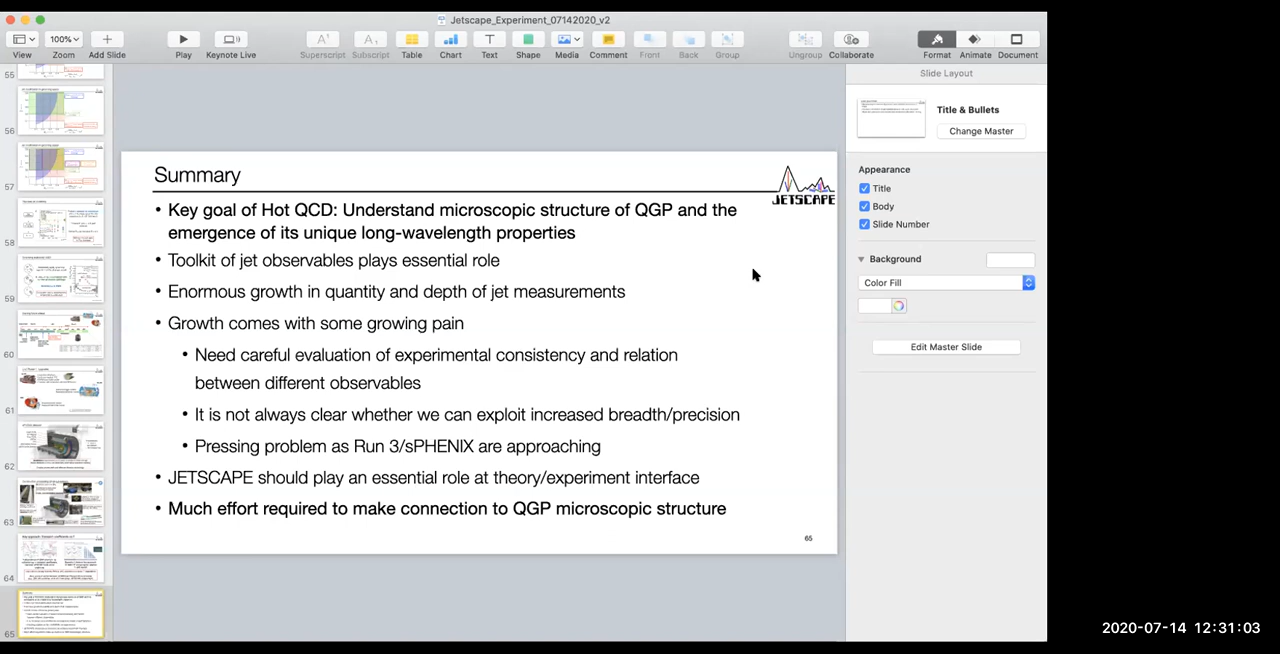 Jetscape_Experiment_07142020_v2
100%
View
Zoom
Add Slide
Play
Keynote Live
Superscript
Subscript
Table
Chart
Text
Shape
Media
Comment
Front
Back
Group
Ungroup
Collaborate
Format
Animate
Document
55
56
57
58
59
60
61
62
63
64
65
Summary
JETSCAPE
• Key goal of Hot QCD: Understand microscopic structure of QGP and the
emergence of its unique long-wavelength properties
• Toolkit of jet observables plays essential role
• Enormous growth in quantity and depth of jet measurements
• Growth comes with some growing pain
• Need careful evaluation of experimental consistency and relation
between different observables
• It is not always clear whether we can exploit increased breadth/precision
• Pressing problem as Run 3/sPHENIX are approaching
• JETSCAPE should play an essential role at theory/experiment interface
• Much effort required to make connection to QGP microscopic structure
65
Slide Layout
Title & Bullets
Change Master
Appearance
Title
Body
Slide Number
Background
Color Fill
Edit Master Slide
2020-07-14 12:31:03